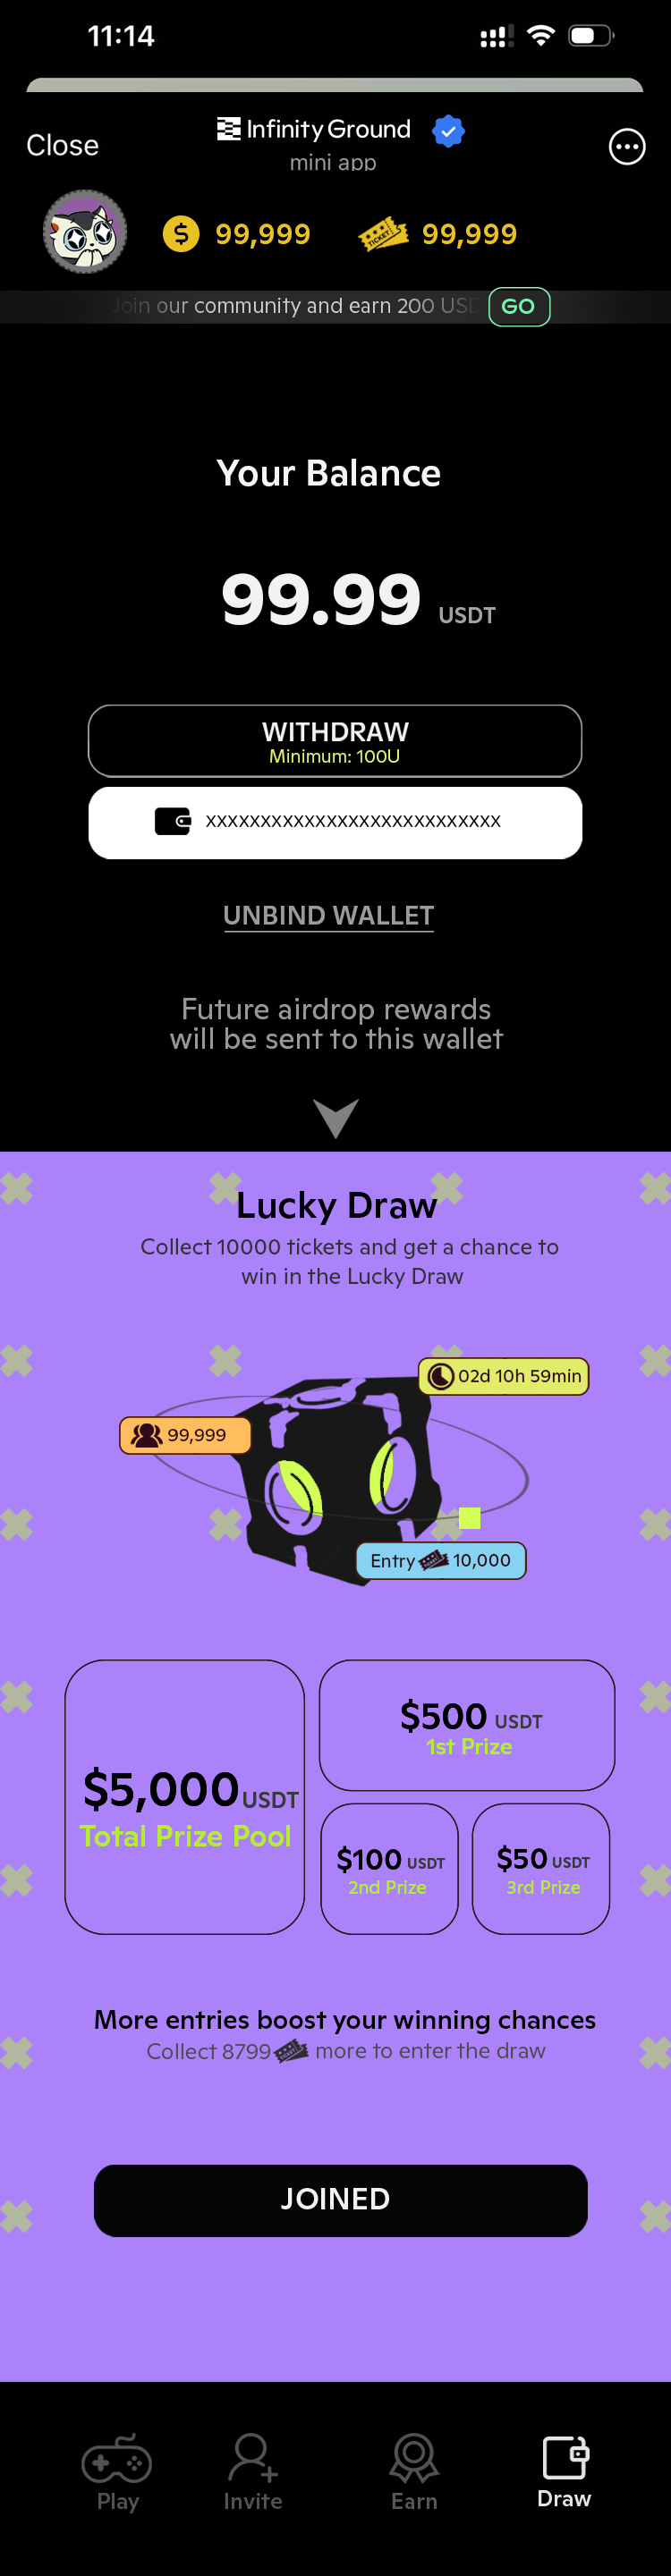 11:14
Close
Infinity Ground
mini app
99,999
99,999
Join our community and earn 200 USD
GO
Your Balance
99.99 USDT
WITHDRAW
Minimum: 100U
xxxxxxxxxxxxxxxxxxxxxxxxxxx
UNBIND WALLET
Future airdrop rewards
will be sent to this wallet
Lucky Draw
Collect 10000 tickets and get a chance to
win in the Lucky Draw
02d 10h 59min
99,999
Entry 10,000
$5,000 USDT
Total Prize Pool
$500 USDT
1st Prize
$100 USDT
2nd Prize
$50 USDT
3rd Prize
More entries boost your winning chances
Collect 8799 more to enter the draw
JOINED
Play
Invite
Earn
Draw